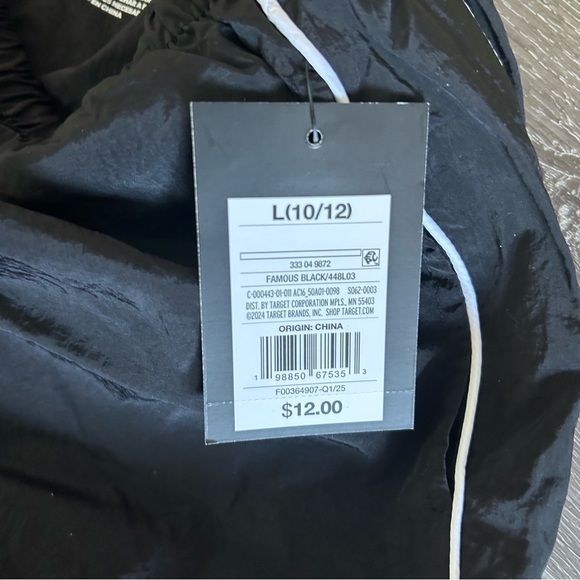 EN CHINA
L(10/12)
333 04 9872
FAMOUS BLACK/448L03
C-000443-01-011 AC16_50A01-0098 S062-0003
DIST. BY TARGET CORPORATION MPLS., MN 55403
©2024 TARGET BRANDS, INC. SHOP TARGET.COM
ORIGIN: CHINA
1 98850 67535 3
F00364907-Q1/25
$12.00